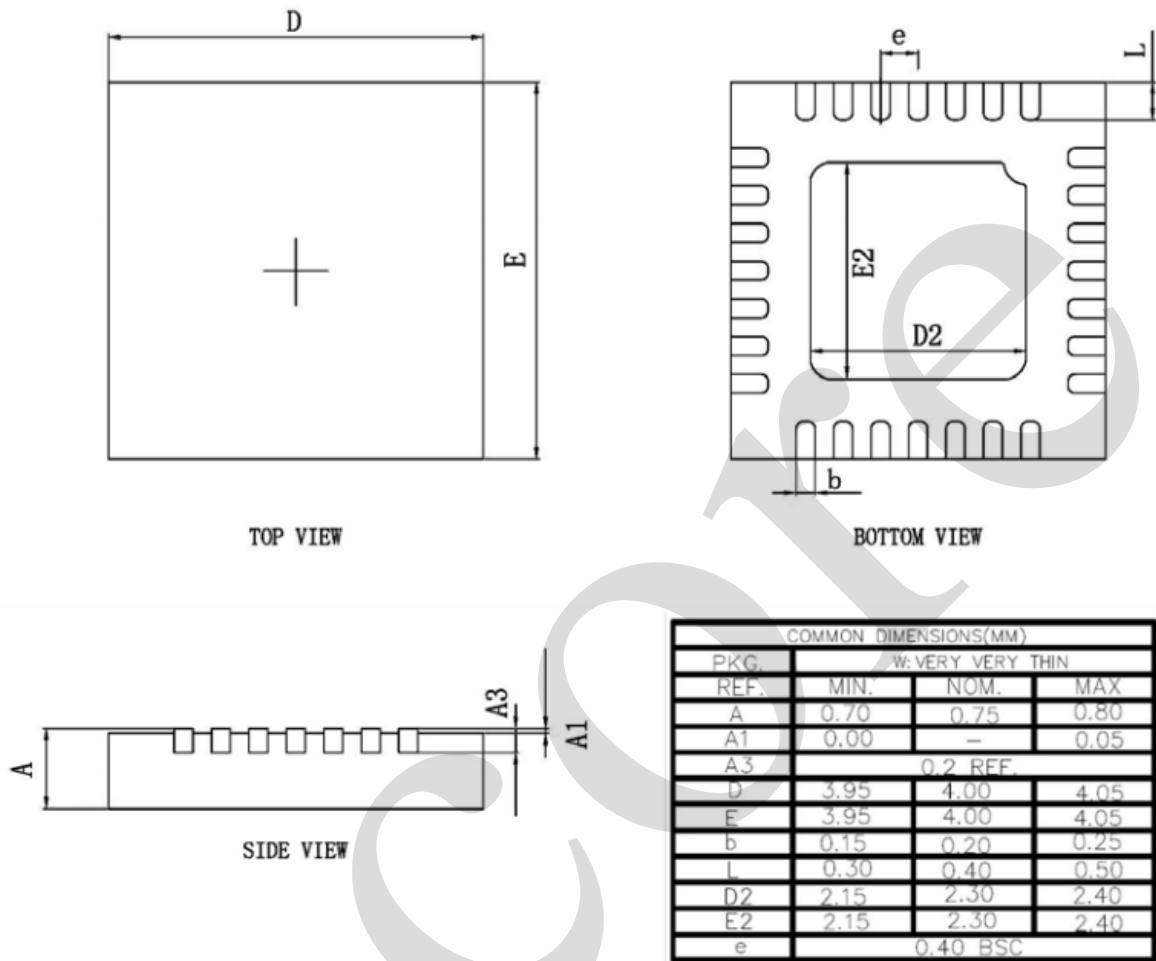 D
E
TOP VIEW
e
L
E2
D2
b
BOTTOM VIEW
A
A3
A1
SIDE VIEW
COMMON DIMENSIONS(MM)
PKG. W: VERY VERY THIN
REF. MIN. NOM. MAX
A 0.70 0.75 0.80
A1 0.00 – 0.05
A3 0.2 REF.
D 3.95 4.00 4.05
E 3.95 4.00 4.05
b 0.15 0.20 0.25
L 0.30 0.40 0.50
D2 2.15 2.30 2.40
E2 2.15 2.30 2.40
e 0.40 BSC
core